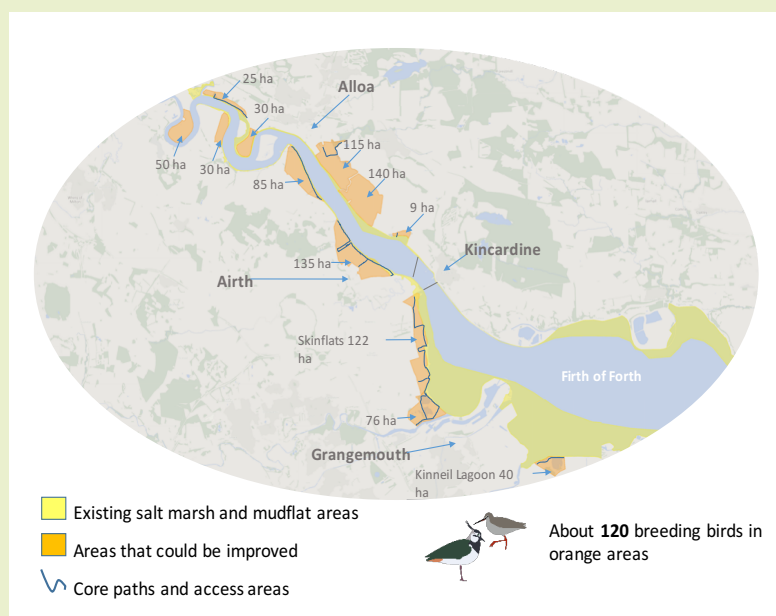 25 ha
Alloa
30 ha
115 ha
50 ha
30 ha
140 ha
85 ha
9 ha
Kincardine
135 ha
Airth
Skinflats 122
ha
Firth of Forth
76 ha
Grangemouth
Kinneil Lagoon 40
ha
Existing salt marsh and mudflat areas
Areas that could be improved
Core paths and access areas
About 120 breeding birds in
orange areas